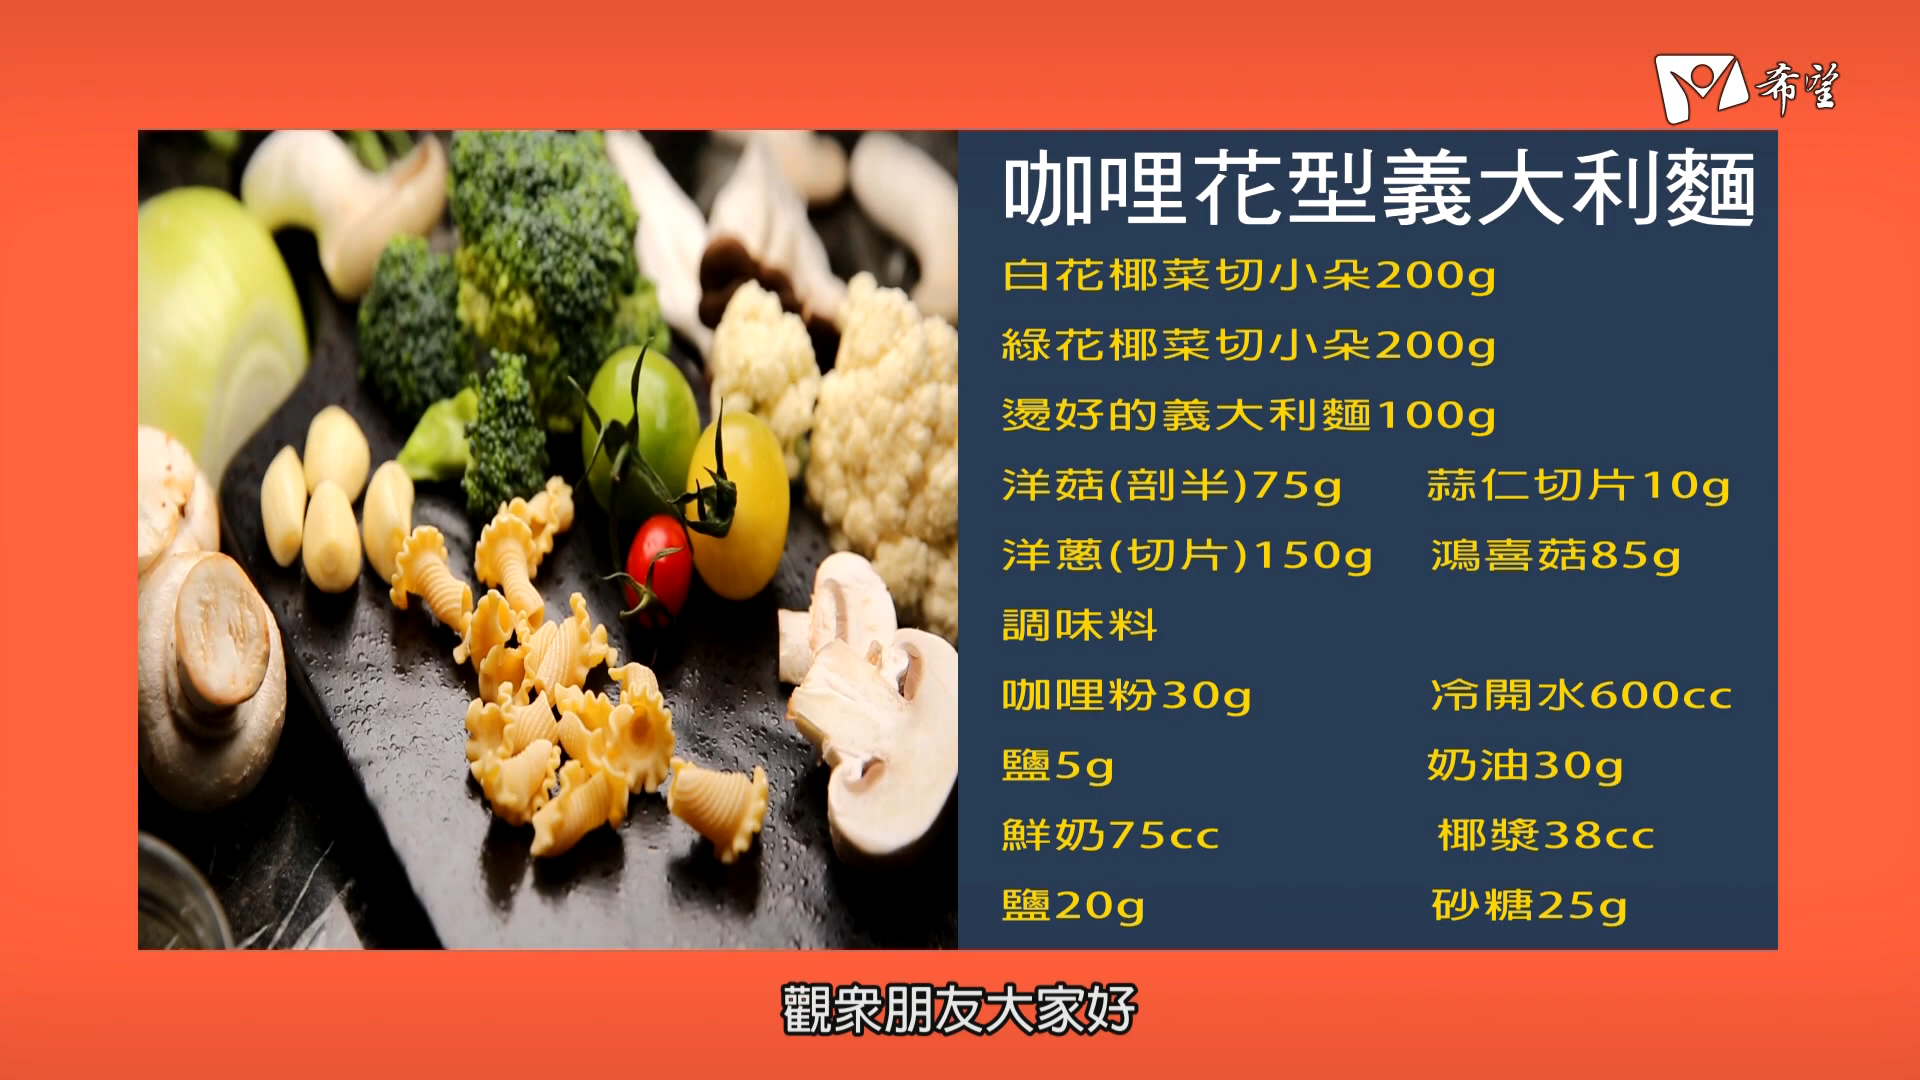 希望
咖哩花型義大利麵
白花椰菜切小朵200g
綠花椰菜切小朵200g
燙好的義大利麵100g
洋菇(剖半)75g 蒜仁切片10g
洋蔥(切片)150g 鴻喜菇85g
調味料
咖哩粉30g 冷開水600cc
鹽5g 奶油30g
鮮奶75cc 椰漿38cc
鹽20g 砂糖25g
觀眾朋友大家好